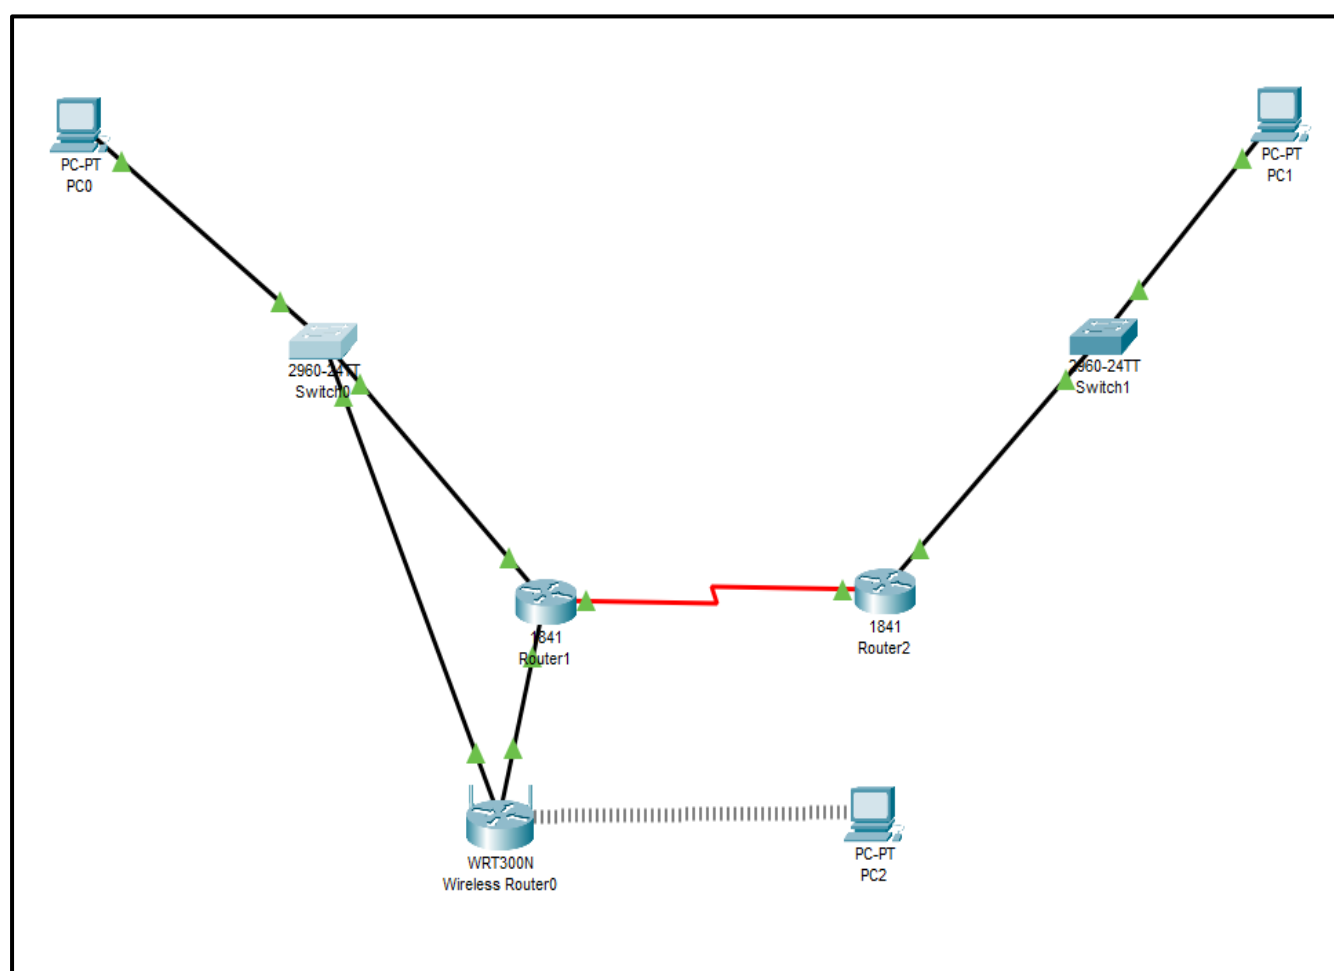 PC-PT
PC0
PC-PT
PC1
2960-24TT
Switch0
2960-24TT
Switch1
1841
Router1
1841
Router2
WRT300N
Wireless Router0
PC-PT
PC2